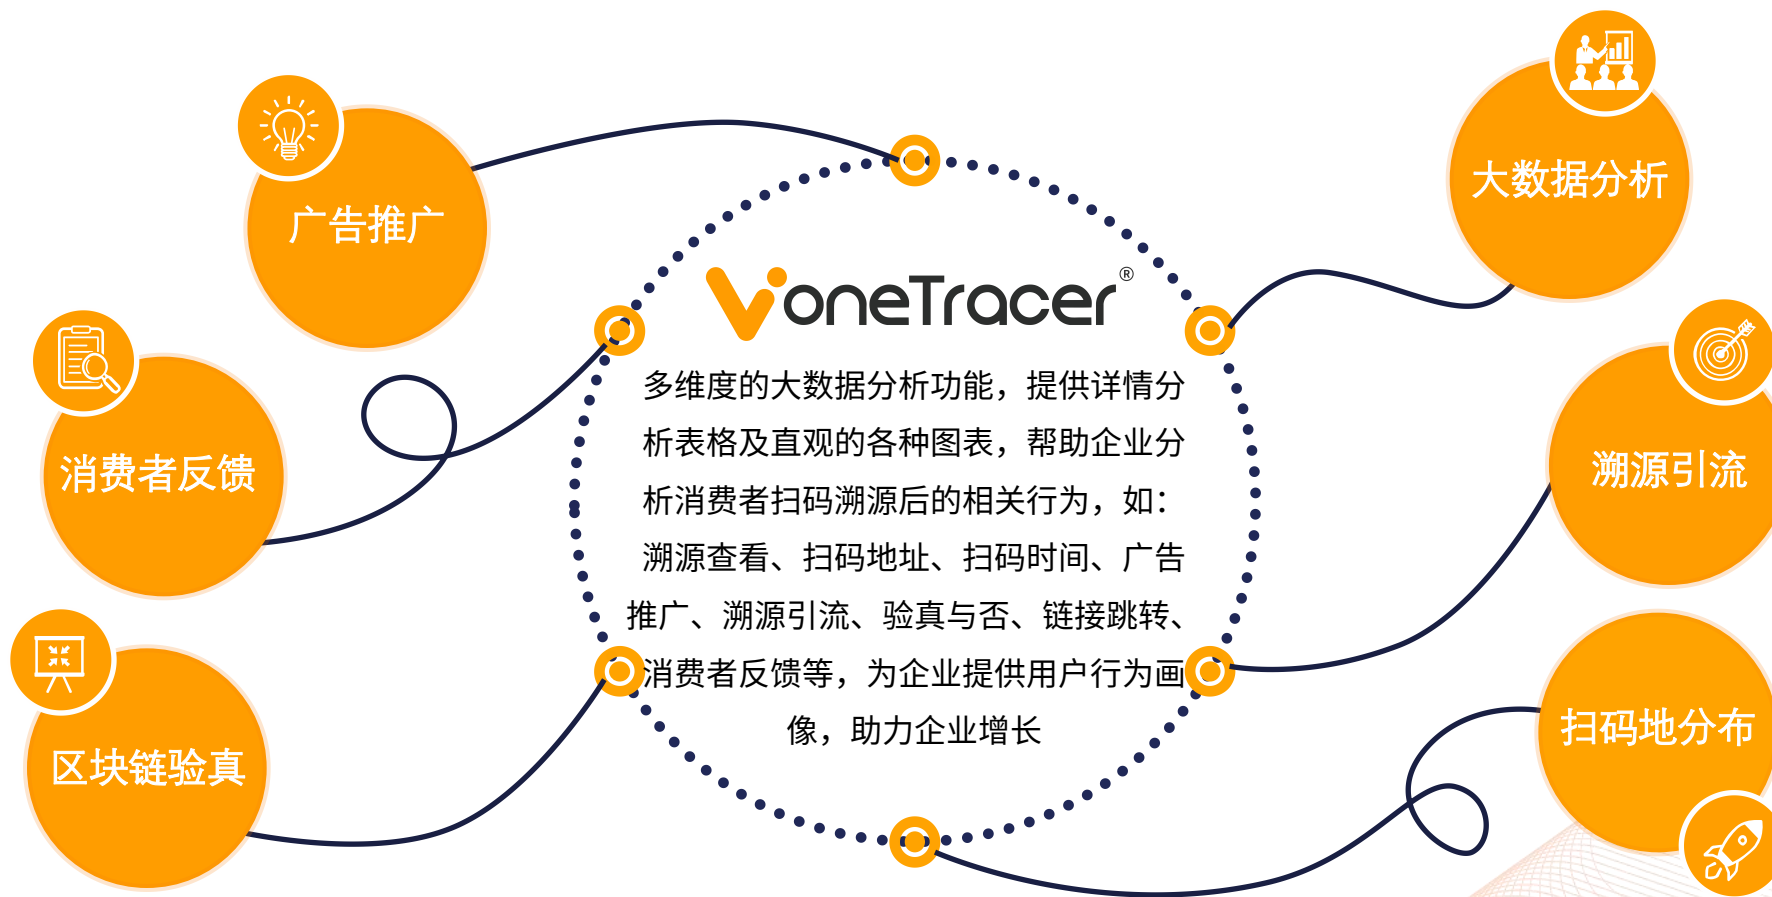 广告推广
消费者反馈
区块链验真
VoneTracer®
多维度的大数据分析功能，提供详情分
析表格及直观的各种图表，帮助企业分
析消费者扫码溯源后的相关行为，如：
溯源查看、扫码地址、扫码时间、广告
推广、溯源引流、验真与否、链接跳转、
消费者反馈等，为企业提供用户行为画
像，助力企业增长
大数据分析
溯源引流
扫码地分布